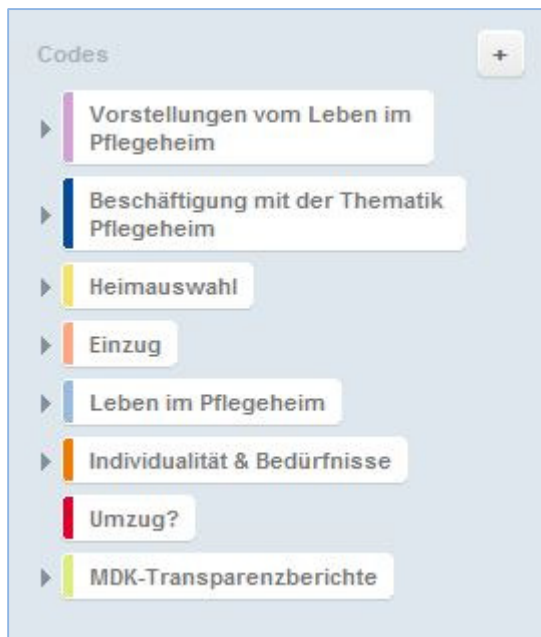 Codes
+
Vorstellungen vom Leben im
Pflegeheim
Beschäftigung mit der Thematik
Pflegeheim
Heimauswahl
Einzug
Leben im Pflegeheim
Individualität & Bedürfnisse
Umzug?
MDK-Transparenzberichte